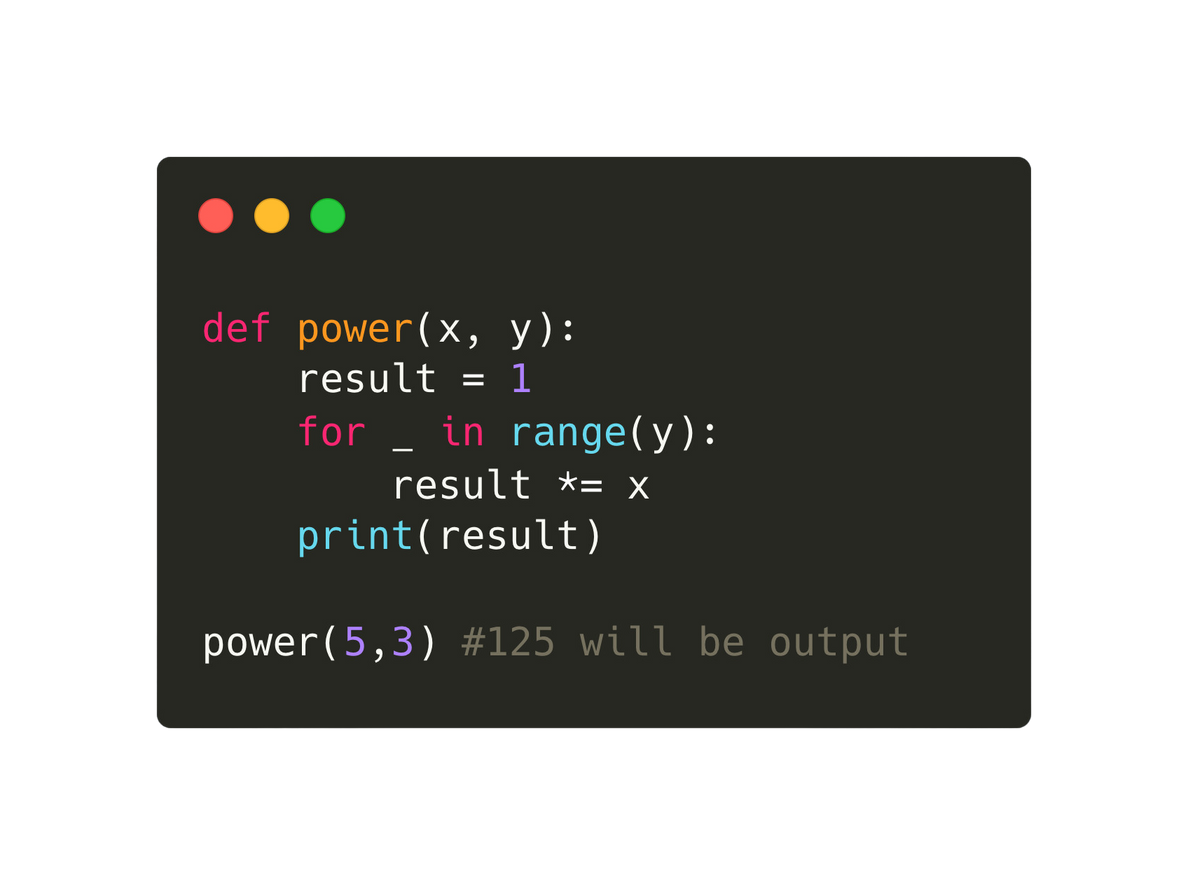 def power(x, y):
    result = 1
    for _ in range(y):
        result *= x
    print(result)

power(5,3) #125 will be output